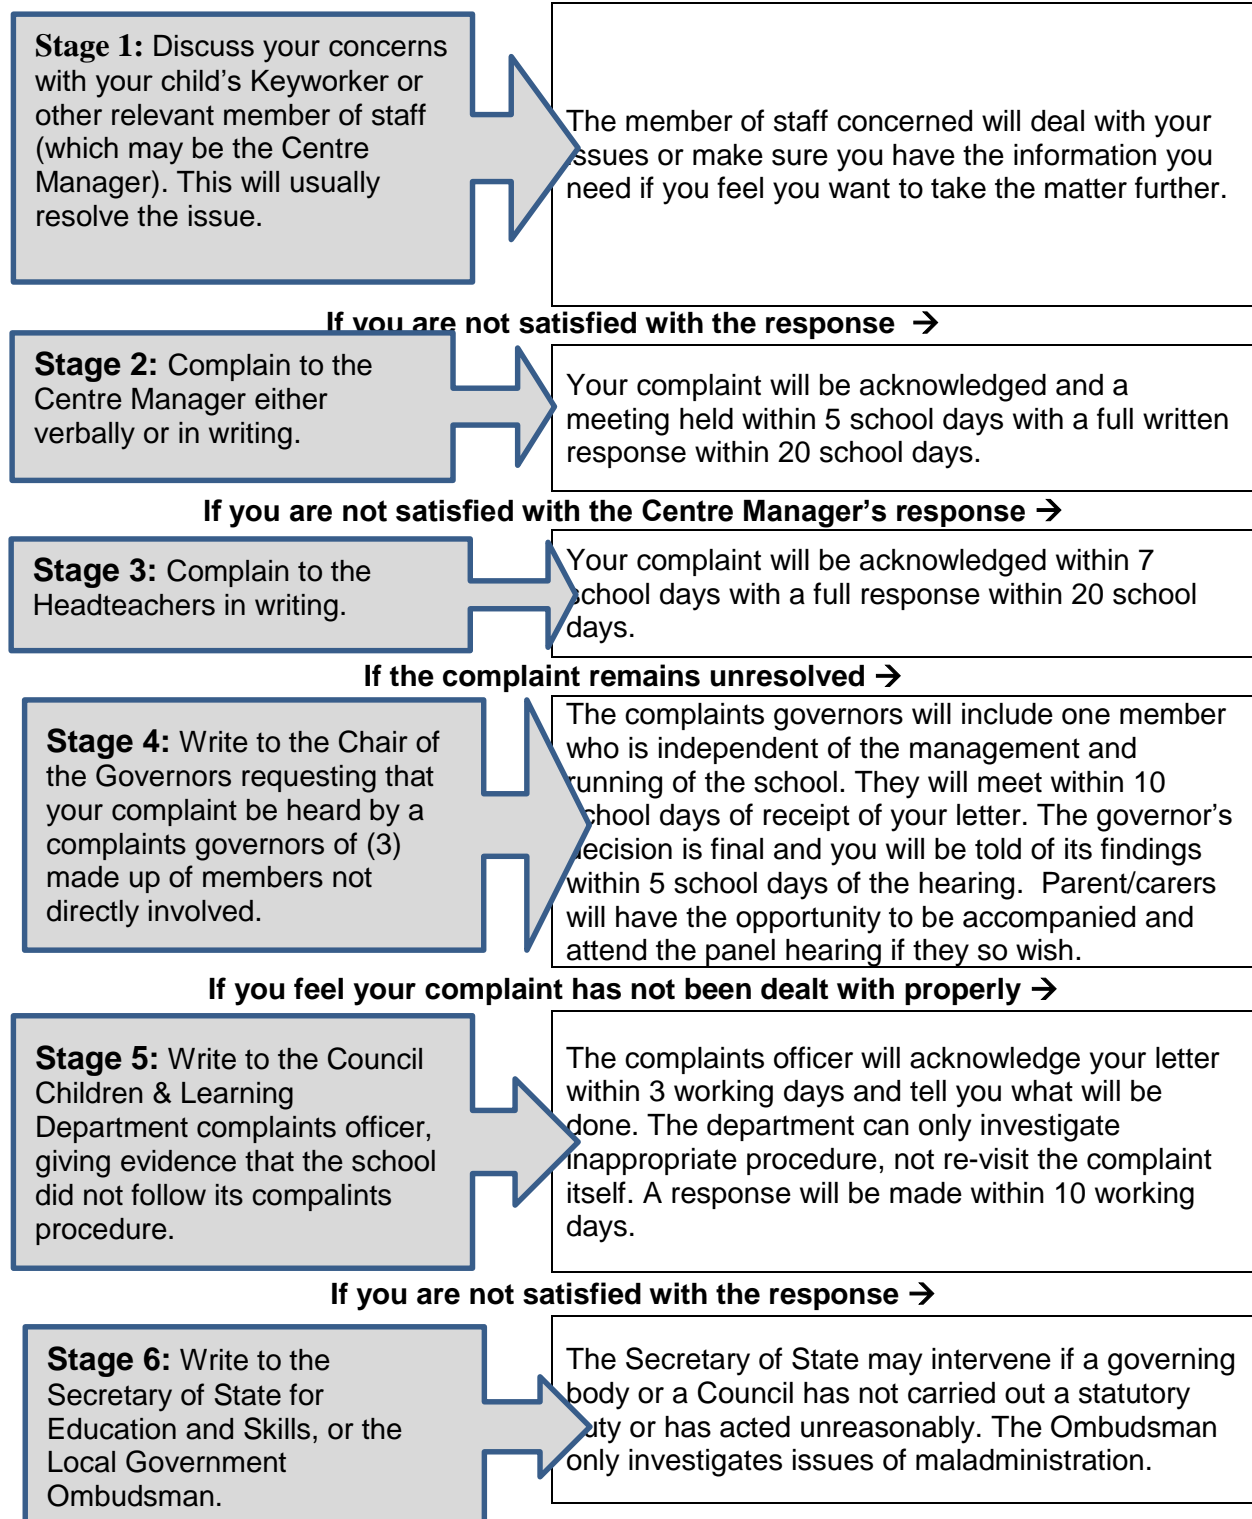 Stage 1: Discuss your concerns
with your child's Keyworker or
other relevant member of staff
(which may be the Centre
Manager). This will usually
resolve the issue.
The member of staff concerned will deal with your
issues or make sure you have the information you
need if you feel you want to take the matter further.
If you are not satisfied with the response →
Stage 2: Complain to the
Centre Manager either
verbally or in writing.
Your complaint will be acknowledged and a
meeting held within 5 school days with a full written
response within 20 school days.
If you are not satisfied with the Centre Manager's response →
Stage 3: Complain to the
Headteachers in writing.
Your complaint will be acknowledged within 7
school days with a full response within 20 school
days.
If the complaint remains unresolved →
Stage 4: Write to the Chair of
the Governors requesting that
your complaint be heard by a
complaints governors of (3)
made up of members not
directly involved.
The complaints governors will include one member
who is independent of the management and
running of the school. They will meet within 10
school days of receipt of your letter. The governor's
decision is final and you will be told of its findings
within 5 school days of the hearing.  Parent/carers
will have the opportunity to be accompanied and
attend the panel hearing if they so wish.
If you feel your complaint has not been dealt with properly →
Stage 5: Write to the Council
Children & Learning
Department complaints officer,
giving evidence that the school
did not follow its compalints
procedure.
The complaints officer will acknowledge your letter
within 3 working days and tell you what will be
done. The department can only investigate
inappropriate procedure, not re-visit the complaint
itself. A response will be made within 10 working
days.
If you are not satisfied with the response →
Stage 6: Write to the
Secretary of State for
Education and Skills, or the
Local Government
Ombudsman.
The Secretary of State may intervene if a governing
body or a Council has not carried out a statutory
duty or has acted unreasonably. The Ombudsman
only investigates issues of maladministration.